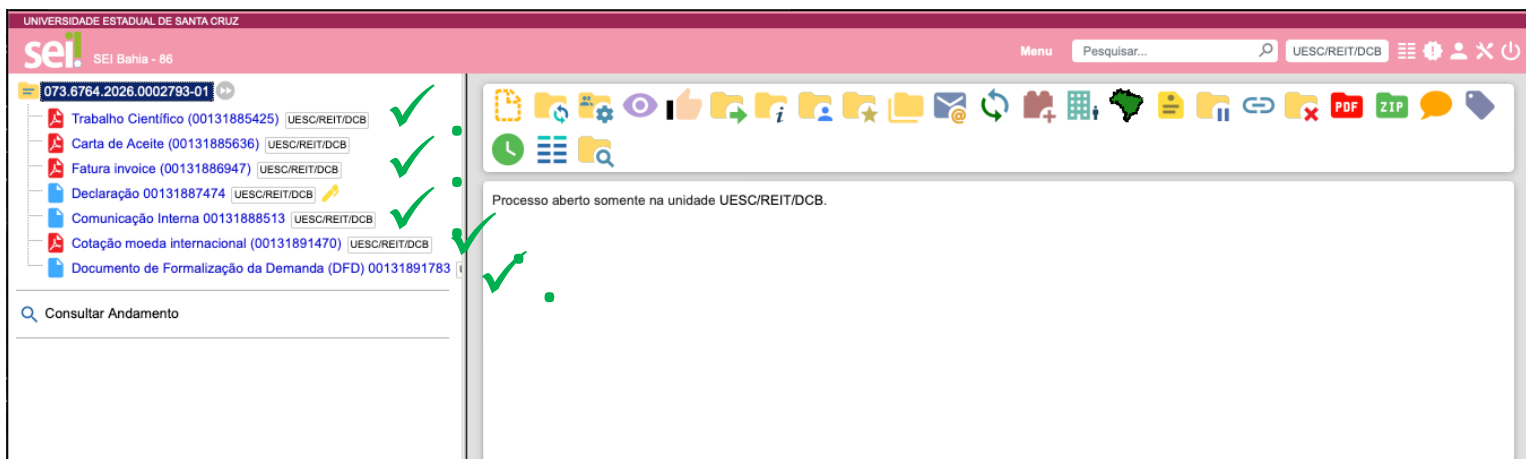 UNIVERSIDADE ESTADUAL DE SANTA CRUZ
sei! SEI Bahia - 86
Menu Pesquisar... UESC/REIT/DCB
073.6764.2026.0002793-01
Trabalho Científico (00131885425) UESC/REIT/DCB
Carta de Aceite (00131885636) UESC/REIT/DCB
Fatura invoice (00131886947) UESC/REIT/DCB
Declaração 00131887474 UESC/REIT/DCB
Comunicação Interna 00131888513 UESC/REIT/DCB
Cotação moeda internacional (00131891470) UESC/REIT/DCB
Documento de Formalização da Demanda (DFD) 00131891783
Consultar Andamento
PDF ZIP
Processo aberto somente na unidade UESC/REIT/DCB.